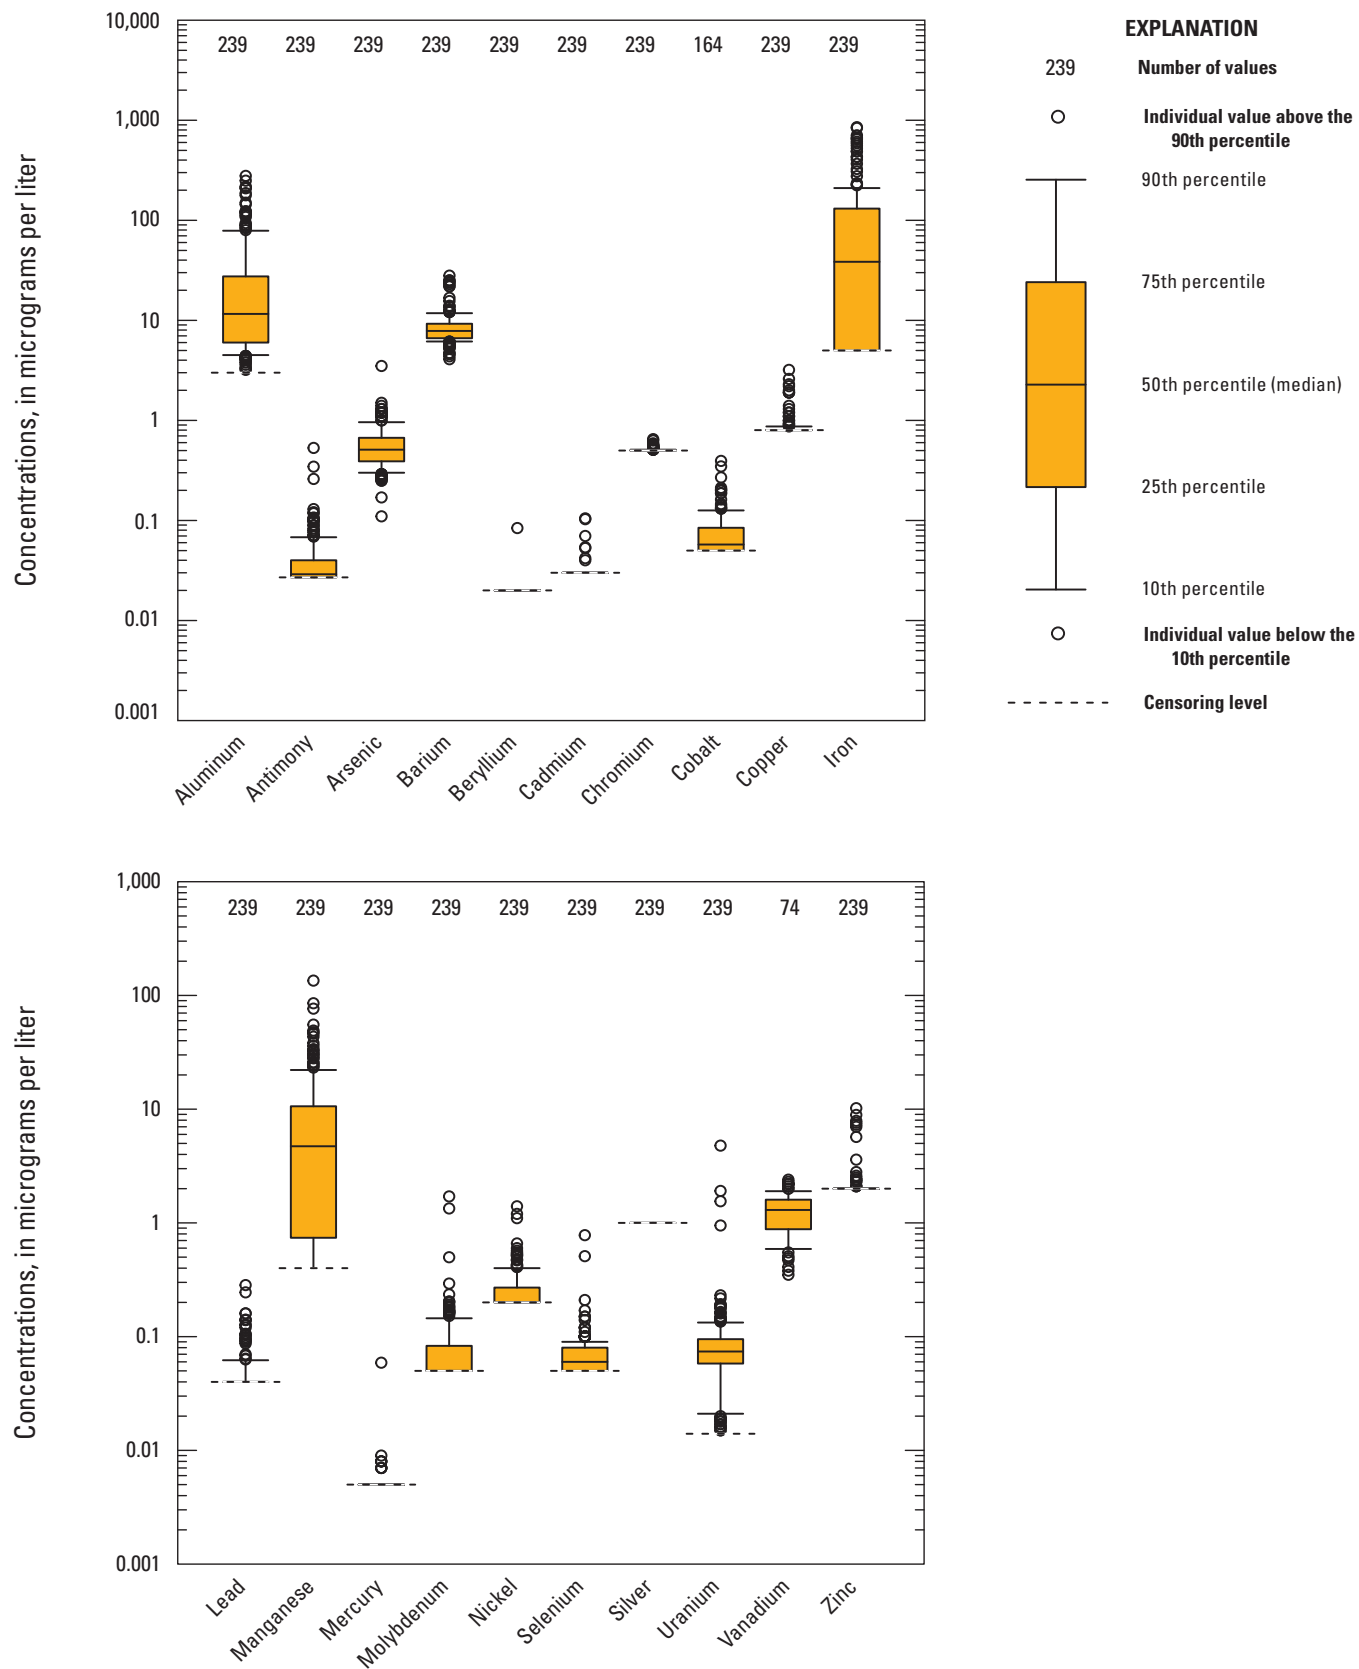 10,000
1,000
100
10
1
0.1
0.01
0.001
Concentrations, in micrograms per liter
239 239 239 239 239 239 239 164 239 239
Aluminum
Antimony
Arsenic
Barium
Beryllium
Cadmium
Chromium
Cobalt
Copper
Iron
EXPLANATION
239 Number of values
Individual value above the
90th percentile
90th percentile
75th percentile
50th percentile (median)
25th percentile
10th percentile
Individual value below the
10th percentile
Censoring level
1,000
100
10
1
0.1
0.01
0.001
Concentrations, in micrograms per liter
239 239 239 239 239 239 239 239 74 239
Lead
Manganese
Mercury
Molybdenum
Nickel
Selenium
Silver
Uranium
Vanadium
Zinc